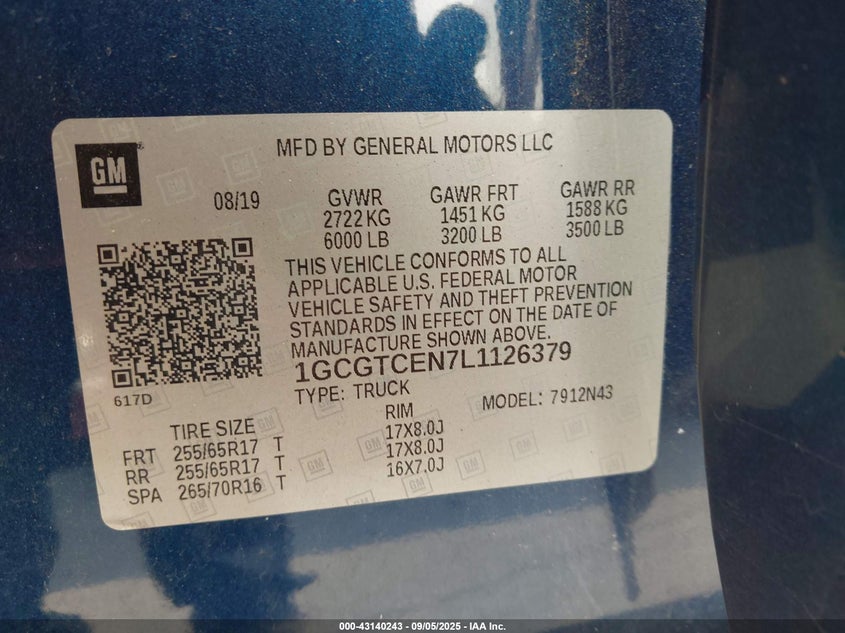 GM
MFD BY GENERAL MOTORS LLC
08/19
GVWR
2722 KG
6000 LB
GAWR FRT
1451 KG
3200 LB
GAWR RR
1588 KG
3500 LB
THIS VEHICLE CONFORMS TO ALL
APPLICABLE U.S. FEDERAL MOTOR
VEHICLE SAFETY AND THEFT PREVENTION
STANDARDS IN EFFECT ON THE DATE OF
MANUFACTURE SHOWN ABOVE.
1GCGTCEN7L1126379
617D
TYPE: TRUCK
MODEL: 7912N43
TIRE SIZE RIM
FRT 255/65R17 T 17X8.0J
RR 255/65R17 T 17X8.0J
SPA 265/70R16 T 16X7.0J
000-43140243 - 09/05/2025 - IAA Inc.